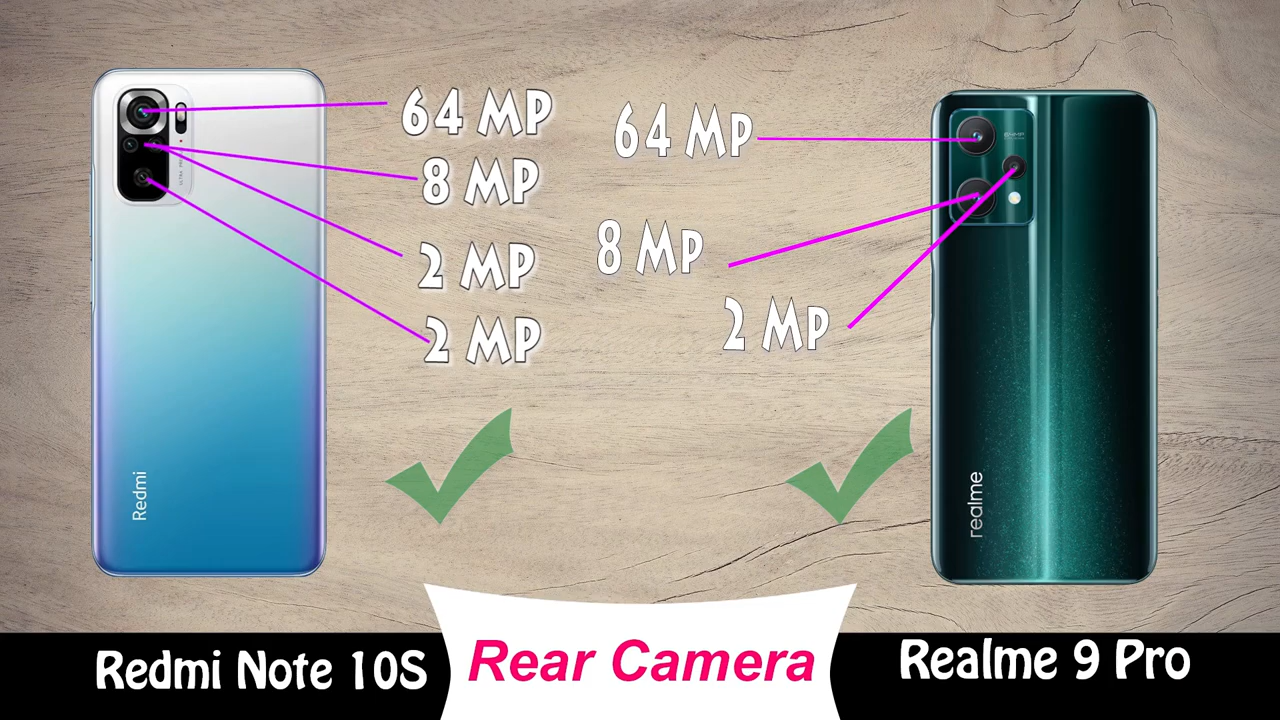 64 MP
8 MP
2 MP
2 MP
64 MP
8 MP
2 MP
Redmi
realme
64MP
Redmi Note 10S
Rear Camera
Realme 9 Pro